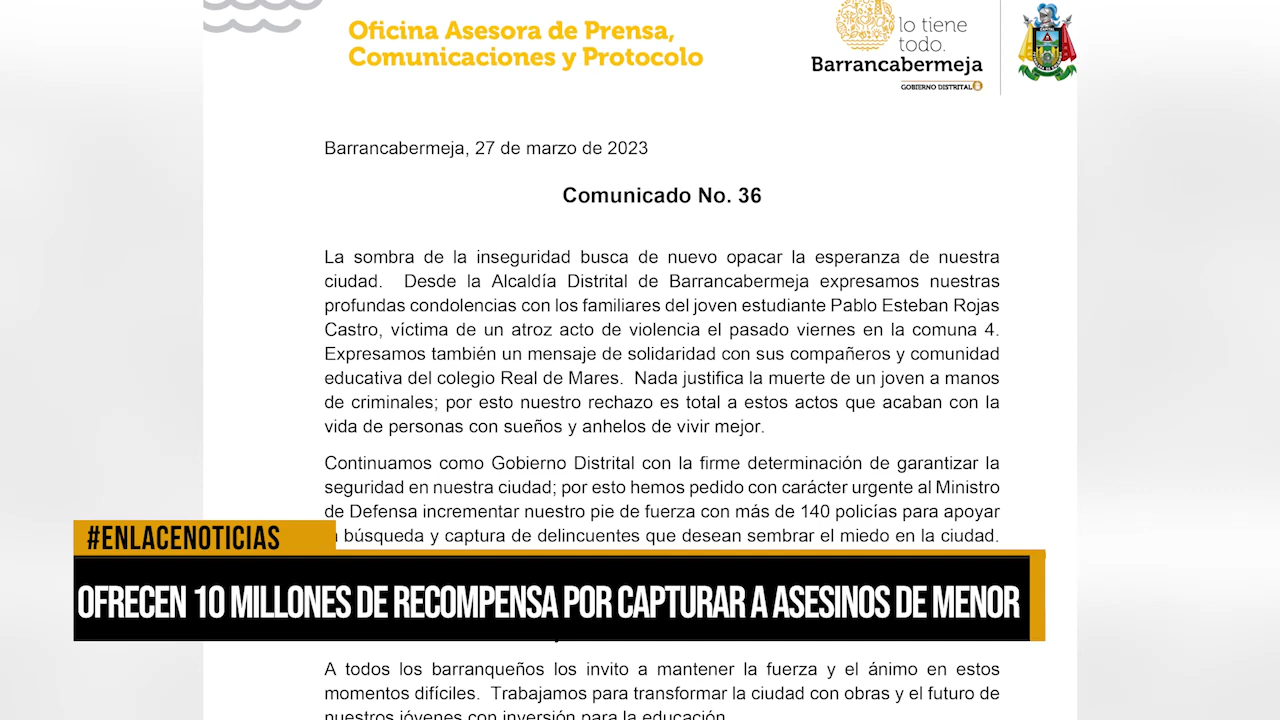 Oficina Asesora de Prensa,
Comunicaciones y Protocolo
lo tiene
todo.
Barrancabermeja
GOBIERNO DISTRITAL
Barrancabermeja, 27 de marzo de 2023
Comunicado No. 36
La sombra de la inseguridad busca de nuevo opacar la esperanza de nuestra
ciudad. Desde la Alcaldía Distrital de Barrancabermeja expresamos nuestras
profundas condolencias con los familiares del joven estudiante Pablo Esteban Rojas
Castro, víctima de un atroz acto de violencia el pasado viernes en la comuna 4.
Expresamos también un mensaje de solidaridad con sus compañeros y comunidad
educativa del colegio Real de Mares. Nada justifica la muerte de un joven a manos
de criminales; por esto nuestro rechazo es total a estos actos que acaban con la
vida de personas con sueños y anhelos de vivir mejor.
Continuamos como Gobierno Distrital con la firme determinación de garantizar la
seguridad en nuestra ciudad; por esto hemos pedido con carácter urgente al Ministro
de Defensa incrementar nuestro pie de fuerza con más de 140 policías para apoyar
búsqueda y captura de delincuentes que desean sembrar el miedo en la ciudad.
#ENLACENOTICIAS
OFRECEN 10 MILLONES DE RECOMPENSA POR CAPTURAR A ASESINOS DE MENOR
A todos los barranqueños los invito a mantener la fuerza y el ánimo en estos
momentos difíciles. Trabajamos para transformar la ciudad con obras y el futuro de
nuestros jóvenes con inversión para la educación